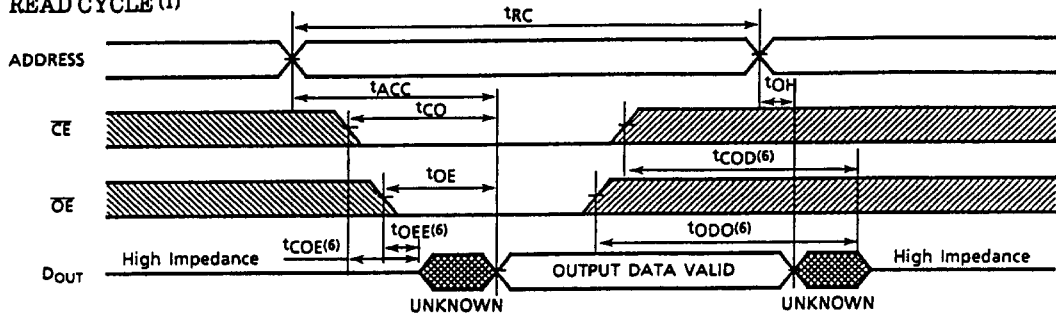 READ CYCLE (1)
tRC
ADDRESS
tOH
tACC
tCO
CE
tCOD(6)
tOE
OE
tOEE(6)
tCOE(6)
tODO(6)
High Impedance
High Impedance
DOUT
OUTPUT DATA VALID
UNKNOWN
UNKNOWN